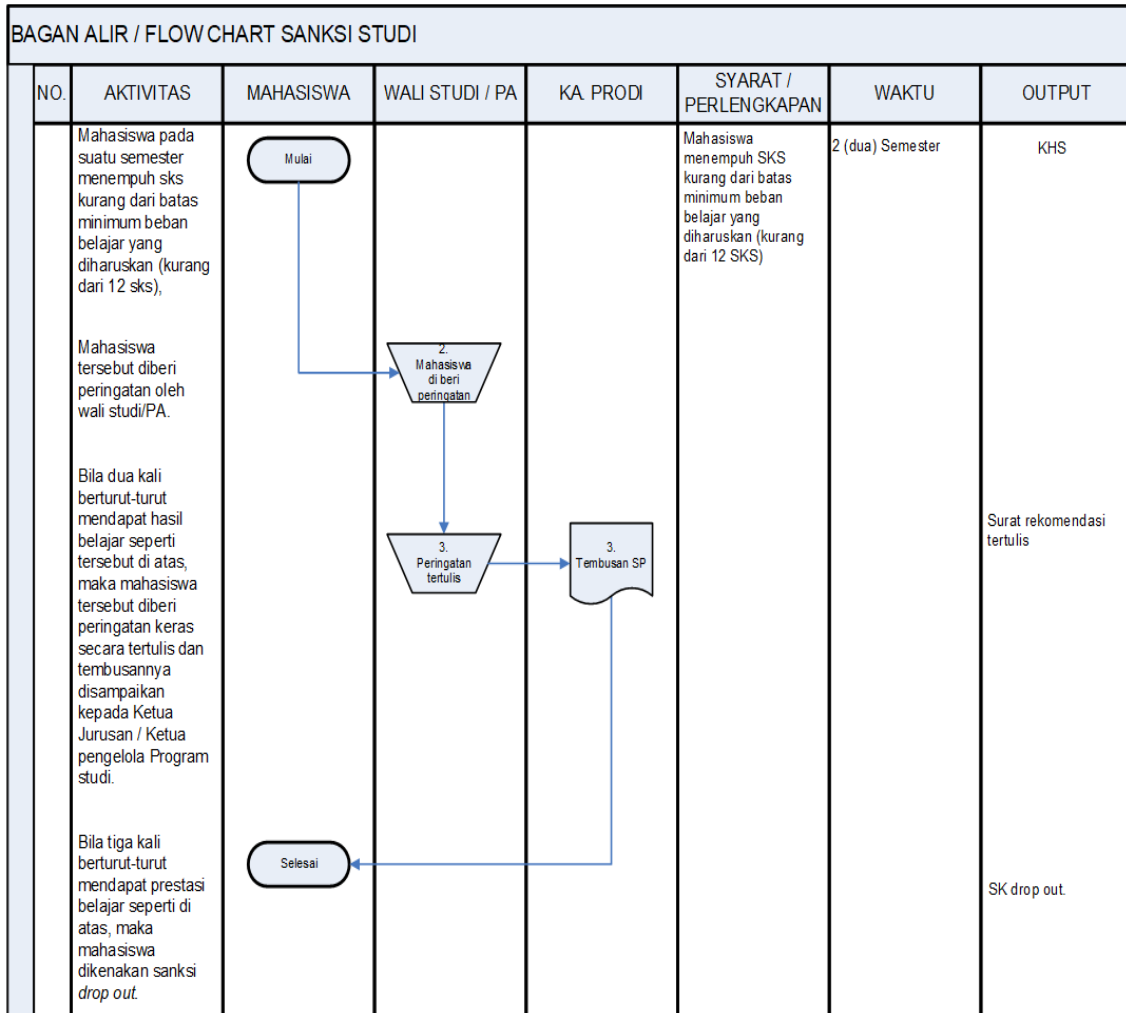 BAGAN ALIR / FLOW CHART SANKSI STUDI
NO.
AKTIVITAS
MAHASISWA
WALI STUDI / PA
KA. PRODI
SYARAT /
PERLENGKAPAN
WAKTU
OUTPUT
Mahasiswa pada
suatu semester
menempuh sks
kurang dari batas
minimum beban
belajar yang
diharuskan (kurang
dari 12 sks),
Mulai
Mahasiswa
menempuh SKS
kurang dari batas
minimum beban
belajar yang
diharuskan (kurang
dari 12 SKS)
2 (dua) Semester
KHS
Mahasiswa
tersebut diberi
peringatan oleh
wali studi/PA.
2.
Mahasiswa
di beri
peringatan
Bila dua kali
berturut-turut
mendapat hasil
belajar seperti
tersebut di atas,
maka mahasiswa
tersebut diberi
peringatan keras
secara tertulis dan
tembusannya
disampaikan
kepada Ketua
Jurusan / Ketua
pengelola Program
studi.
3.
Peringatan
tertulis
3.
Tembusan SP
Surat rekomendasi
tertulis
Bila tiga kali
berturut-turut
mendapat prestasi
belajar seperti di
atas, maka
mahasiswa
dikenakan sanksi
drop out.
Selesai
SK drop out.